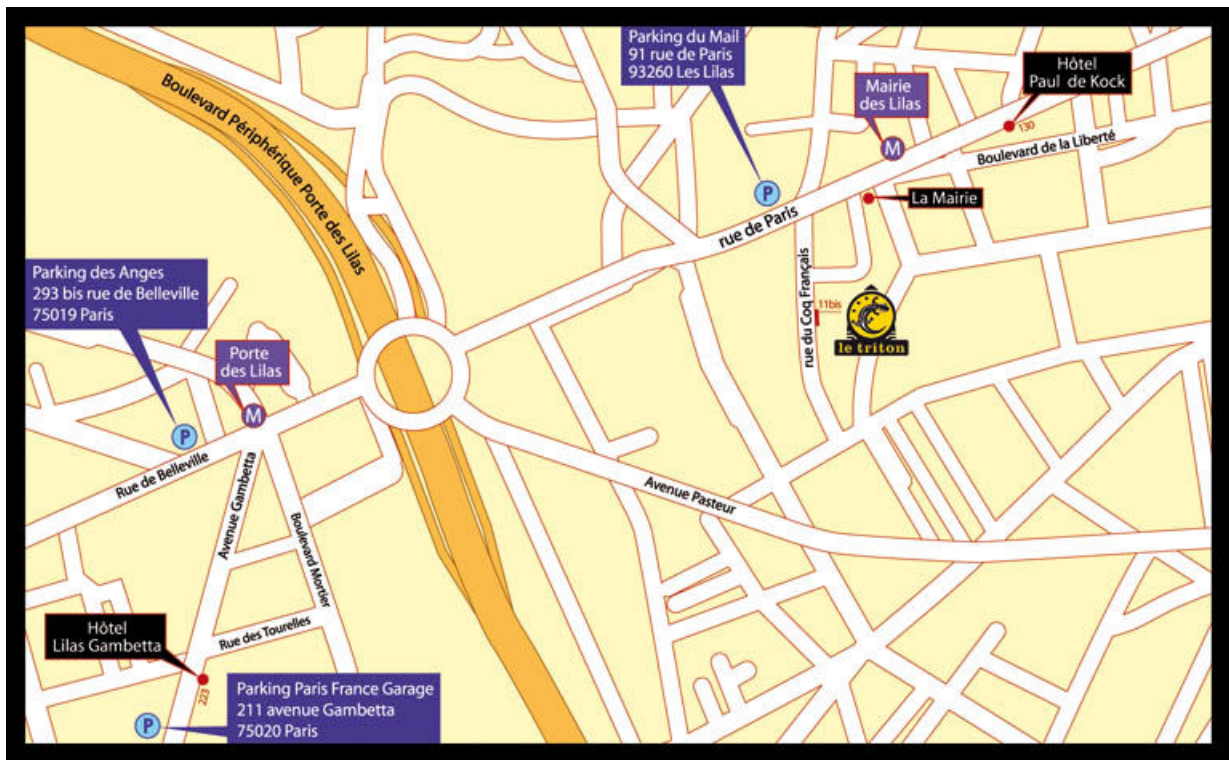 Boulevard Périphérique Porte des Lilas
Parking du Mail
91 rue de Paris
93260 Les Lilas
P
Mairie
des Lilas
M
Hôtel
Paul de Kock
130
Boulevard de la Liberté
La Mairie
rue de Paris
rue du Coq Français
11bis
le triton
Parking des Anges
293 bis rue de Belleville
75019 Paris
P
Porte
des Lilas
M
Rue de Belleville
Avenue Gambetta
Boulevard Mortier
Avenue Pasteur
Hôtel
Lilas Gambetta
Rue des Tourelles
223
Parking Paris France Garage
211 avenue Gambetta
75020 Paris
P